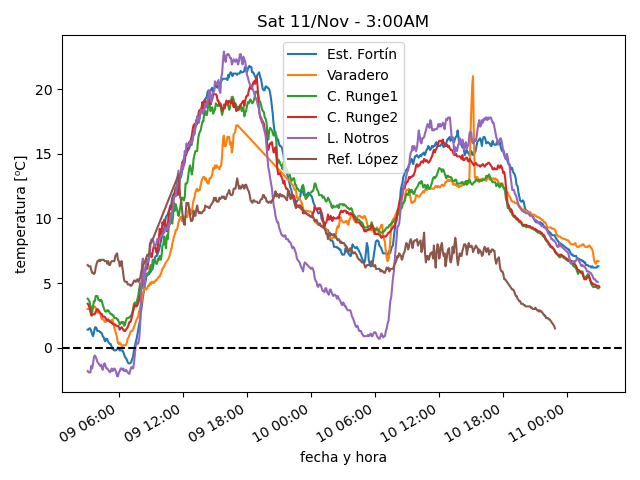 Sat 11/Nov - 3:00AM
Est. Fortín
Varadero
C. Runge1
C. Runge2
L. Notros
Ref. López
temperatura [ºC]
20
15
10
5
0
09 06:00
09 12:00
09 18:00
10 00:00
10 06:00
10 12:00
10 18:00
11 00:00
fecha y hora